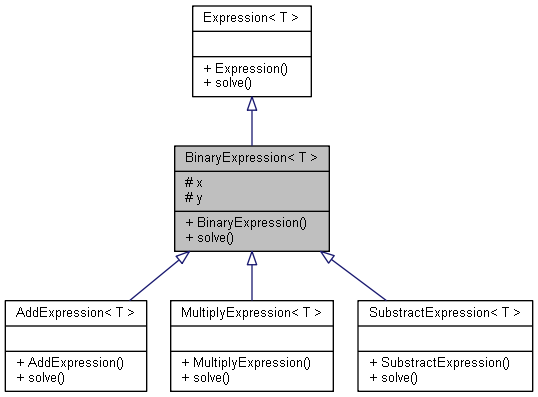 Expression< T >
+ Expression()
+ solve()
BinaryExpression< T >
# x
# y
+ BinaryExpression()
+ solve()
AddExpression< T >
+ AddExpression()
+ solve()
MultiplyExpression< T >
+ MultiplyExpression()
+ solve()
SubstractExpression< T >
+ SubstractExpression()
+ solve()